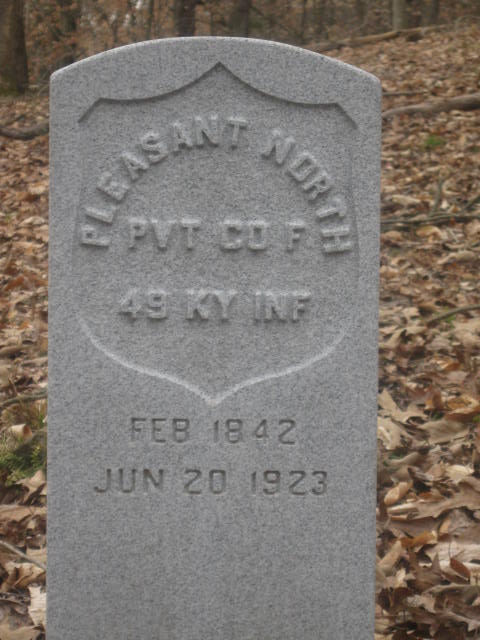 PLEASANT NORTH
PVT CO F
49 KY INF
FEB 1842
JUN 20 1923